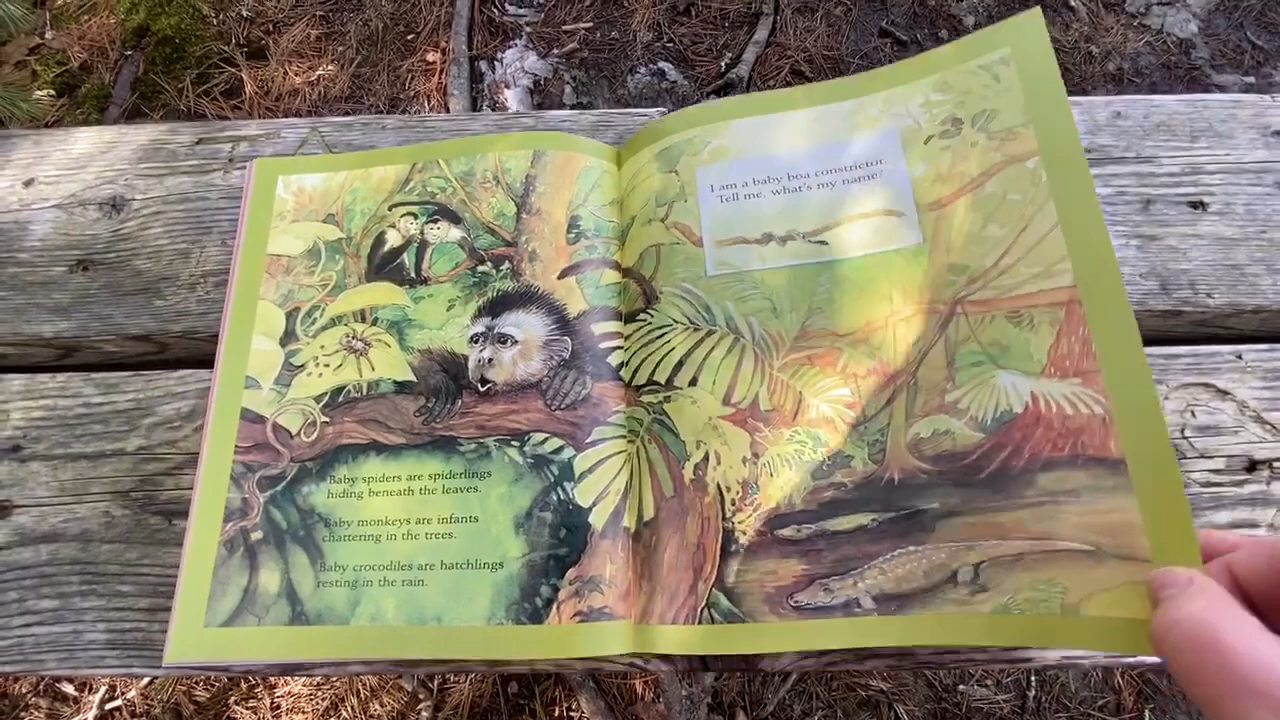 Baby spiders are spiderlings
hiding beneath the leaves.
Baby monkeys are infants
chattering in the trees.
Baby crocodiles are hatchlings
resting in the rain.
I am a baby boa constrictor.
Tell me, what's my name?